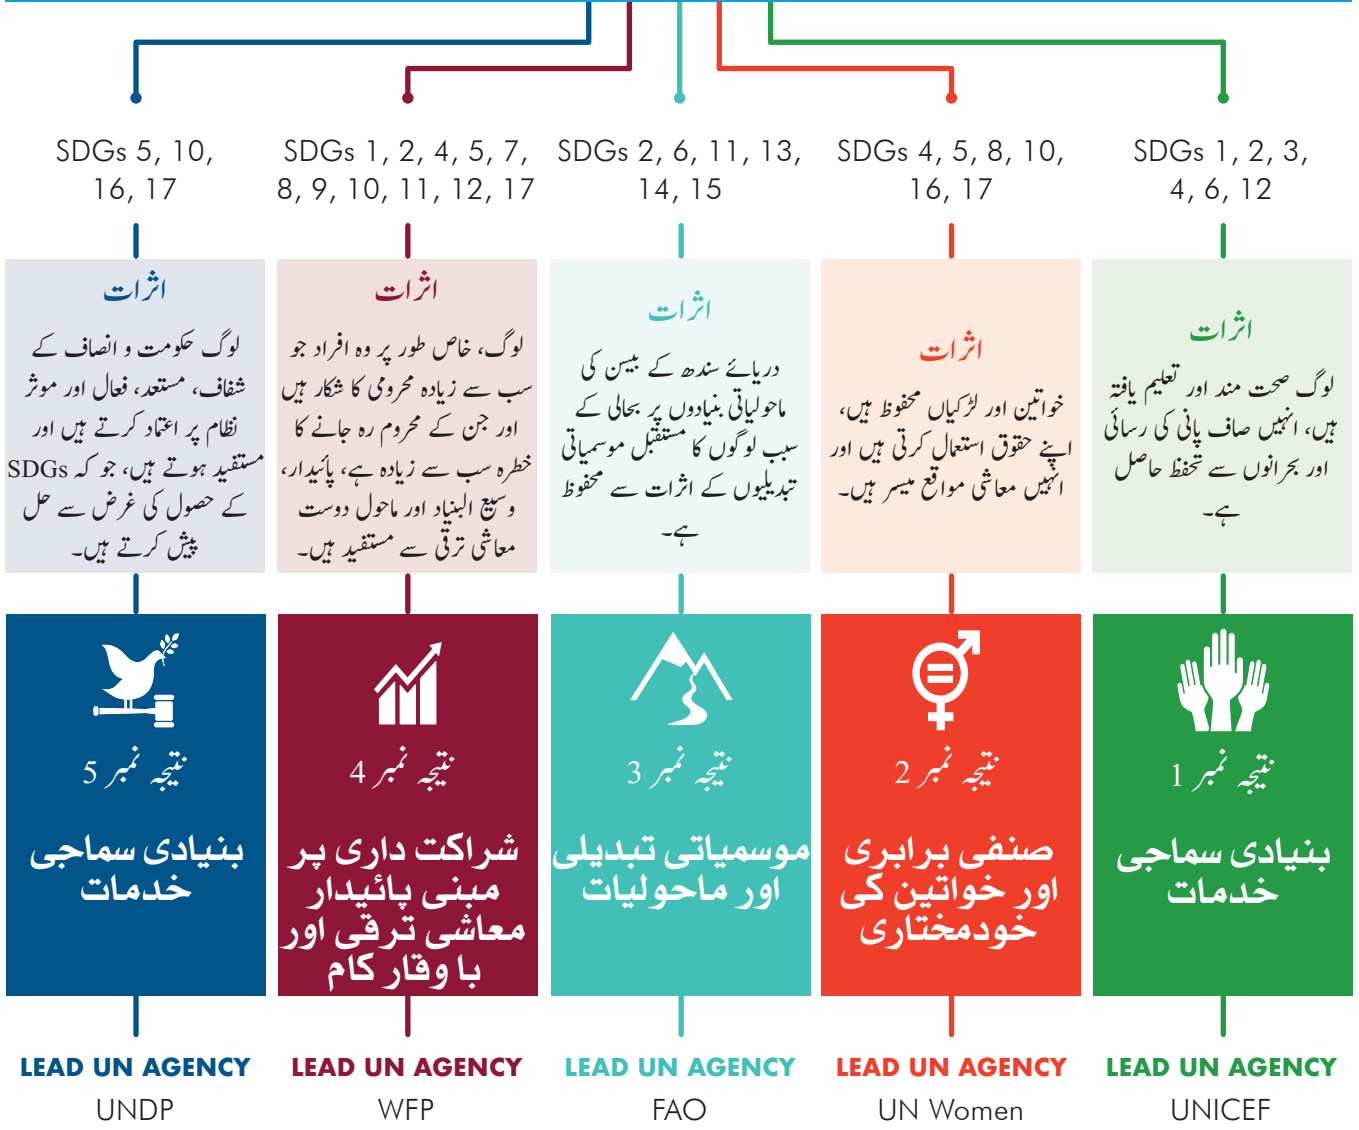 SDGs 1, 2, 3,
4, 6, 12
اثرات
لوگ صحت مند اور تعلیم یافتہ
ہیں، انہیں صاف پانی کی رسائی
اور بحرانوں سے تحفظ حاصل
ہے۔
نتیجہ نمبر 1
بنیادی سماجی
خدمات
LEAD UN AGENCY
UNICEF
SDGs 4, 5, 8, 10,
16, 17
اثرات
خواتین اور لڑکیاں محفوظ ہیں،
اپنے حقوق استعمال کرتی ہیں اور
انہیں معاشی مواقع میسر ہیں۔
نتیجہ نمبر 2
صنفی برابری
اور خواتین کی
خودمختاری
LEAD UN AGENCY
UN Women
SDGs 2, 6, 11, 13,
14, 15
اثرات
دریائے سندھ کے بیسن کی
ماحولیاتی بنیادوں پر بحالی کے
سبب لوگوں کا مستقبل موسمیاتی
تبدیلیوں کے اثرات سے محفوظ
ہے۔
نتیجہ نمبر 3
موسمیاتی تبدیلی
اور ماحولیات
LEAD UN AGENCY
FAO
SDGs 1, 2, 4, 5, 7,
8, 9, 10, 11, 12, 17
اثرات
لوگ، خاص طور پر وہ افراد جو
سب سے زیادہ محرومی کا شکار ہیں
اور جن کے محروم رہ جانے کا
خطرہ سب سے زیادہ ہے، پائیدار،
وسیع البنیاد اور ماحول دوست
معاشی ترقی سے مستفید ہیں۔
نتیجہ نمبر 4
شراکت داری پر
مبنی پائیدار
معاشی ترقی اور
با وقار کام
LEAD UN AGENCY
WFP
SDGs 5, 10,
16, 17
اثرات
لوگ حکومت و انصاف کے
شفاف، مستعد، فعال اور موثر
نظام پر اعتماد کرتے ہیں اور
مستفید ہوتے ہیں، جو کہ SDGs
کے حصول کی غرض سے حل
پیش کرتے ہیں۔
نتیجہ نمبر 5
بنیادی سماجی
خدمات
LEAD UN AGENCY
UNDP